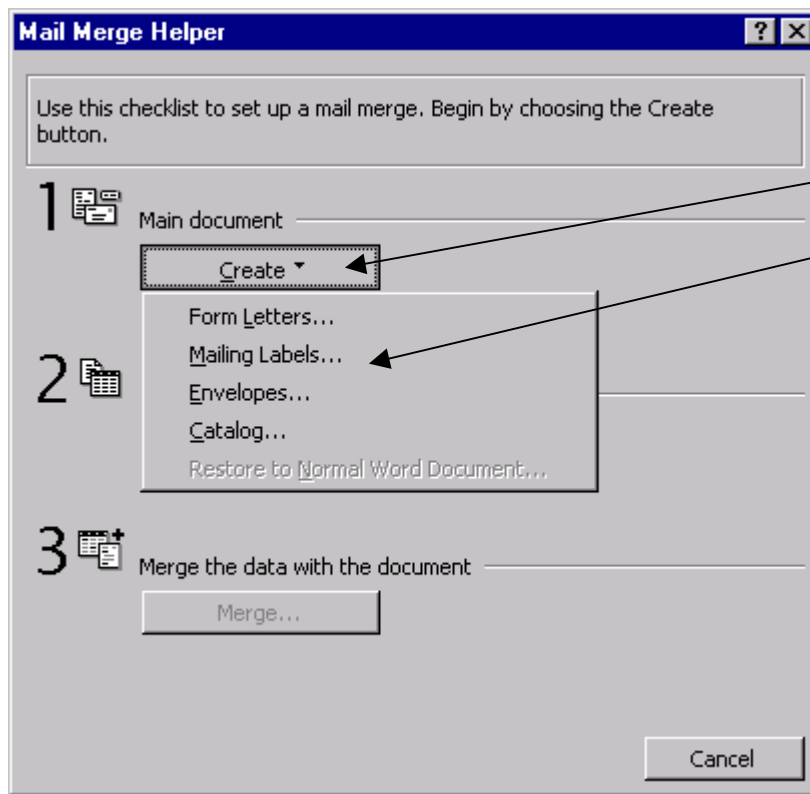 Mail Merge Helper
Use this checklist to set up a mail merge. Begin by choosing the Create
button.
1
Main document
Create
Form Letters...
Mailing Labels...
2
Envelopes...
Catalog...
Restore to Normal Word Document...
3
Merge the data with the document
Merge...
Cancel